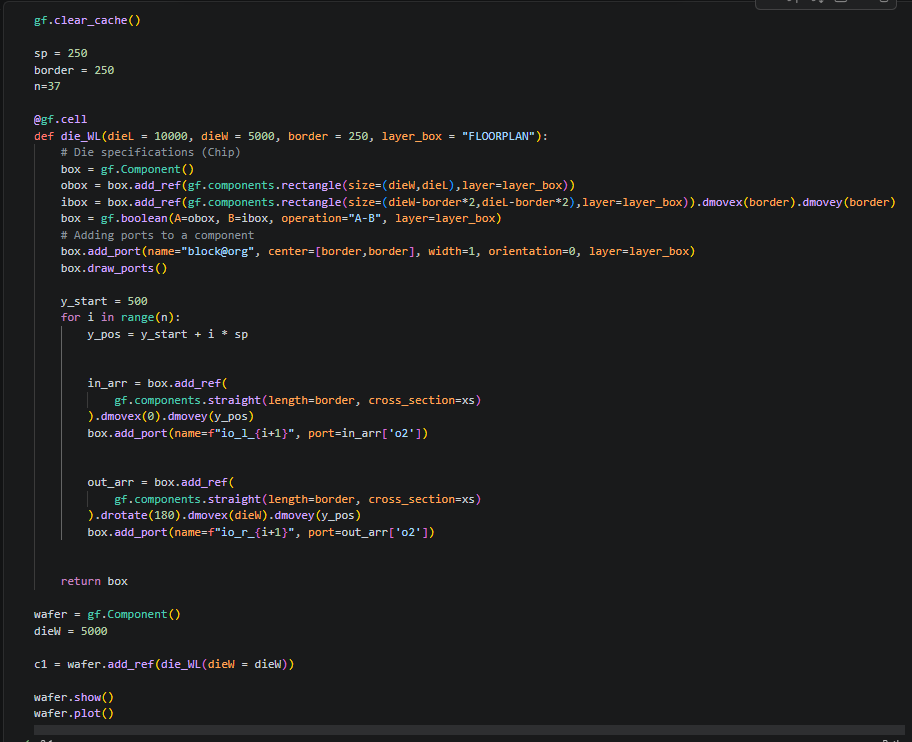 gf.clear_cache()
sp = 250
border = 250
n=37
@gf.cell
def die_WL(dieL = 10000, dieW = 5000, border = 250, layer_box = "FLOORPLAN"):
# Die specifications (Chip)
box = gf.Component()
obox = box.add_ref(gf.components.rectangle(size=(dieW,dieL),layer=layer_box))
ibox = box.add_ref(gf.components.rectangle(size=(dieW-border*2,dieL-border*2),layer=layer_box)).dmovex(border).dmovey(border)
box = gf.boolean(A=obox, B=ibox, operation="A-B", layer=layer_box)
# Adding ports to a component
box.add_port(name="block@org", center=[border,border], width=1, orientation=0, layer=layer_box)
box.draw_ports()
y_start = 500
for i in range(n):
y_pos = y_start + i * sp
in_arr = box.add_ref(
gf.components.straight(length=border, cross_section=xs)
).dmovex(0).dmovey(y_pos)
box.add_port(name=f"io_l_{i+1}", port=in_arr['o2'])
out_arr = box.add_ref(
gf.components.straight(length=border, cross_section=xs)
).drotate(180).dmovex(dieW).dmovey(y_pos)
box.add_port(name=f"io_r_{i+1}", port=out_arr['o2'])
return box
wafer = gf.Component()
dieW = 5000
c1 = wafer.add_ref(die_WL(dieW = dieW))
wafer.show()
wafer.plot()